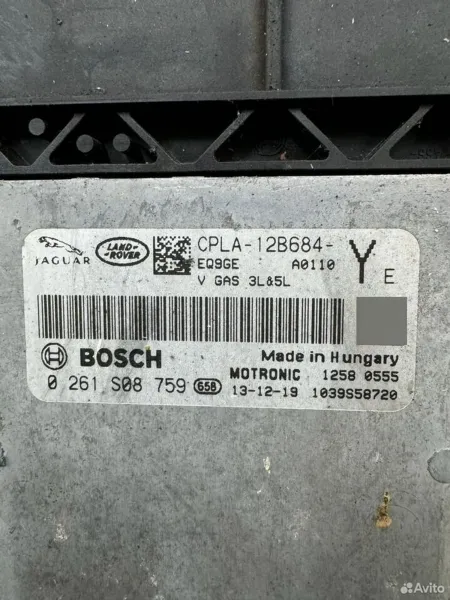 JAGUAR
LAND-
ROVER
CPLA-12B684-
Y E
EQ9GE A0110
V GAS 3L&5L
BOSCH
Made in Hungary
0 261 S08 759 658
MOTRONIC 1258 0555
13-12-19 1039S58720
Avito